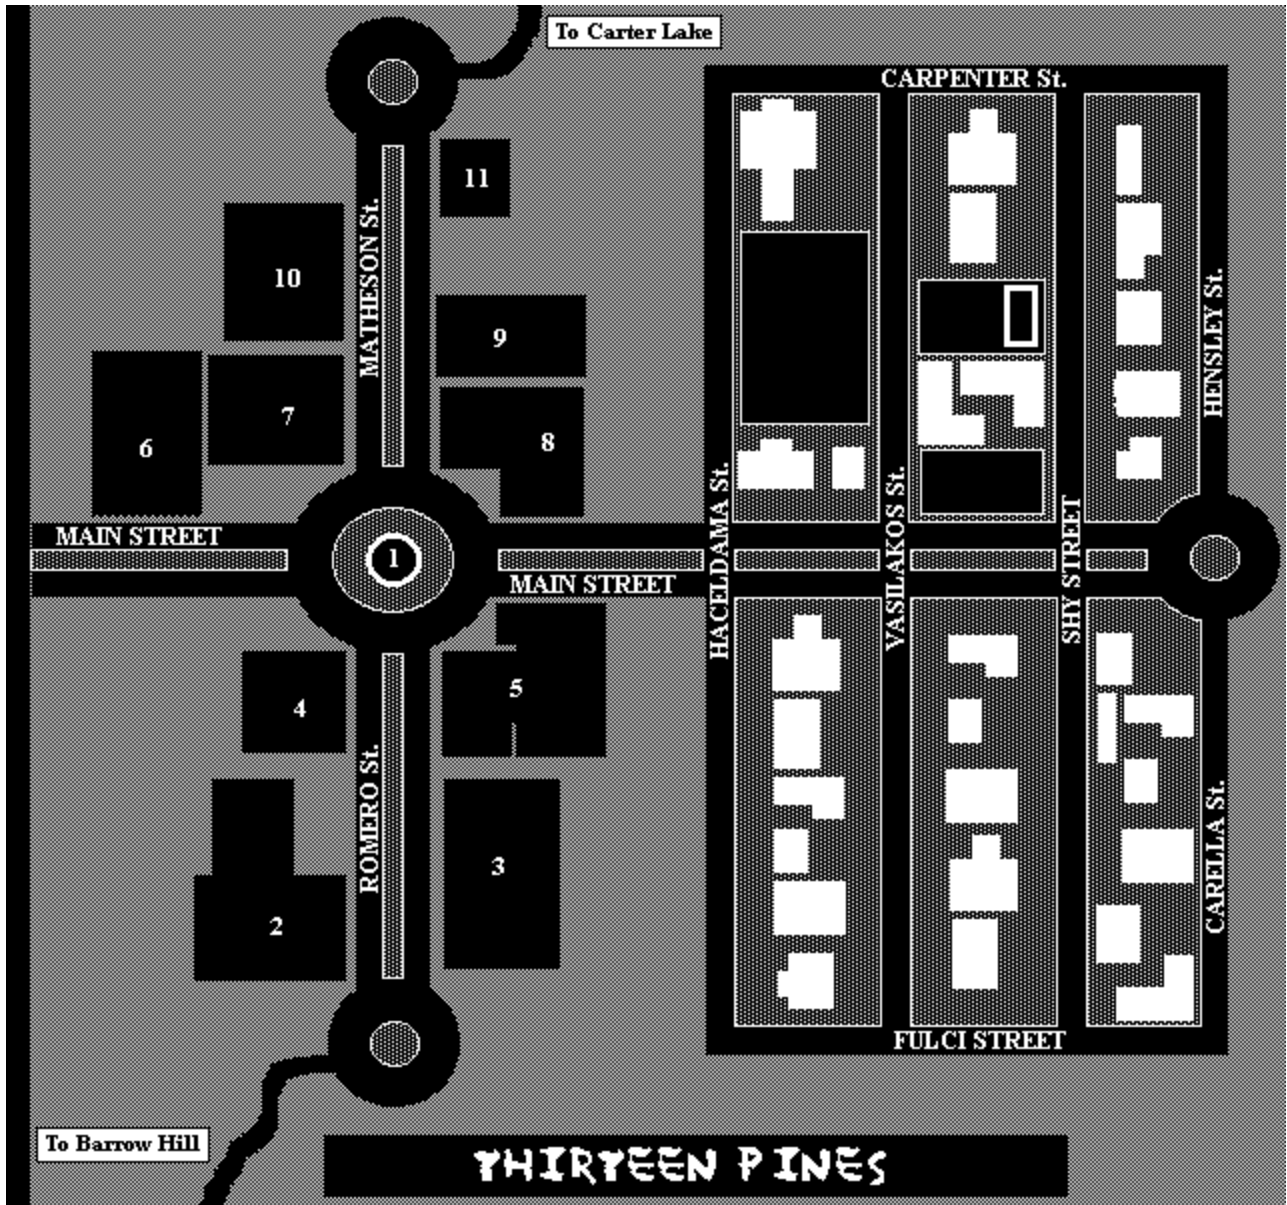 To Carter Lake
CARPENTER St.
11
MATHESON St.
10
HENSLEY St.
9
7
8
6
HACELDAMA St.
VASILAKOS St.
SHY STREET
MAIN STREET
1
MAIN STREET
5
4
ROMERO St.
3
CARELLA St.
2
FULCI STREET
To Barrow Hill
THIRTEEN PINES